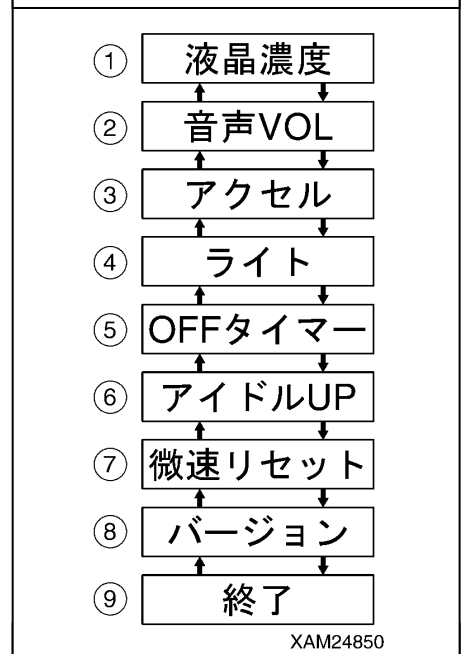 ① 液晶濃度
② 音声VOL
③ アクセル
④ ライト
⑤ OFFタイマー
⑥ アイドルUP
⑦ 微速リセット
⑧ バージョン
⑨ 終了
XAM24850